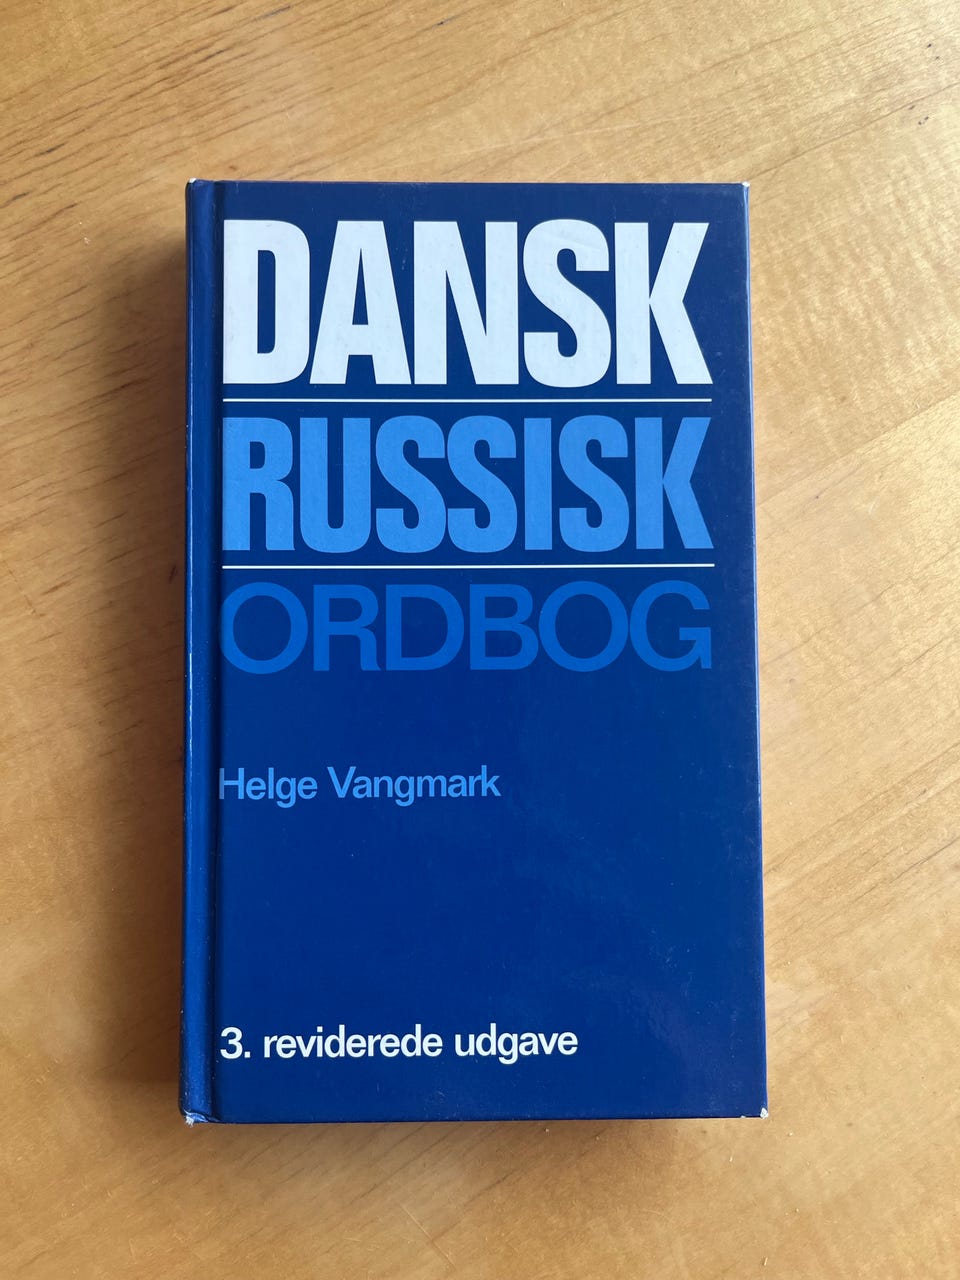 DANSK
RUSSISK
ORDBOG
Helge Vangmark
3. reviderede udgave